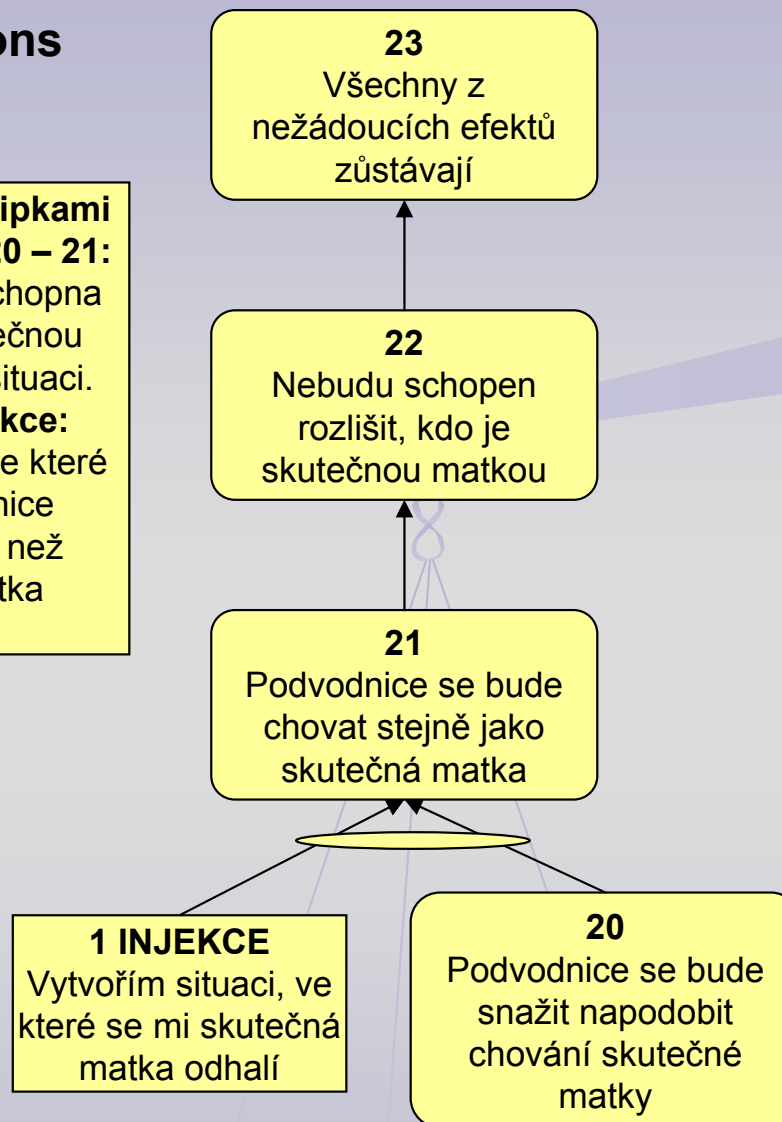 ons
23
Všechny z
nežádoucích efektů
zůstávají
ipkami
20 – 21:
chopna
ečnou
situaci.
kce:
e které
nice
než
tka
22
Nebudu schopen
rozlišit, kdo je
skutečnou matkou
21
Podvodnice se bude
chovat stejně jako
skutečná matka
1 INJEKCE
Vytvořím situaci, ve
které se mi skutečná
matka odhalí
20
Podvodnice se bude
snažit napodobit
chování skutečné
matky